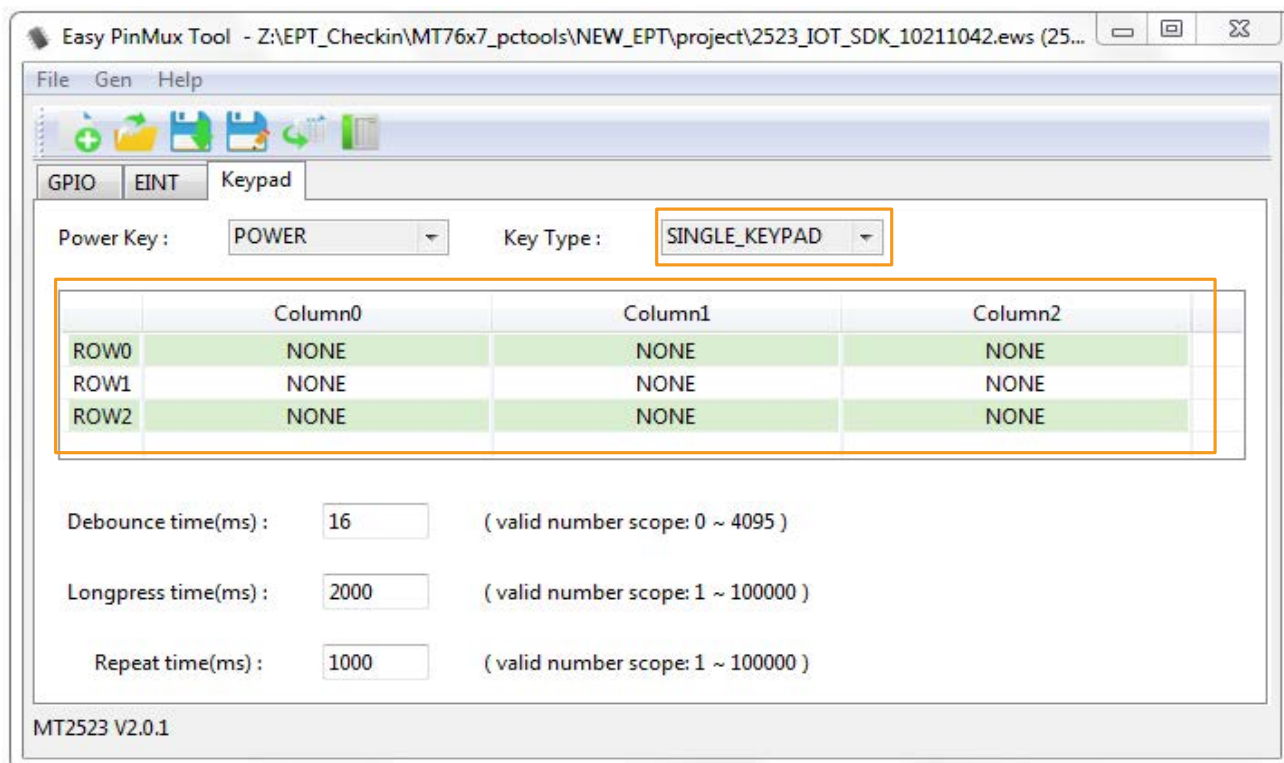 Easy PinMux Tool - Z:\EPT_Checkin\MT76x7_pctools\NEW_EPT\project\2523_IOT_SDK_10211042.ews (25...
File Gen Help
GPIO EINT Keypad
Power Key : POWER Key Type : SINGLE_KEYPAD
Column0 Column1 Column2
ROW0 NONE NONE NONE
ROW1 NONE NONE NONE
ROW2 NONE NONE NONE
Debounce time(ms) : 16 ( valid number scope: 0 ~ 4095 )
Longpress time(ms) : 2000 ( valid number scope: 1 ~ 100000 )
Repeat time(ms) : 1000 ( valid number scope: 1 ~ 100000 )
MT2523 V2.0.1